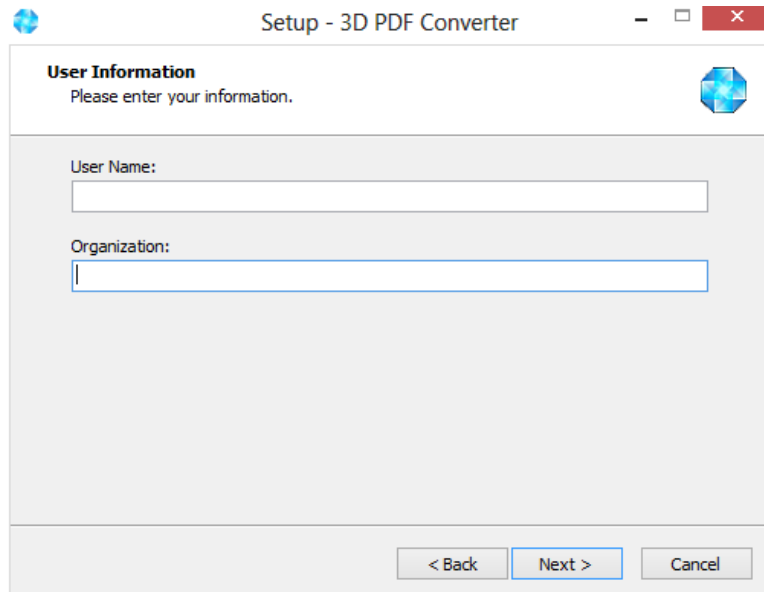 Setup - 3D PDF Converter
User Information
Please enter your information.
User Name:
Organization:
< Back
Next >
Cancel